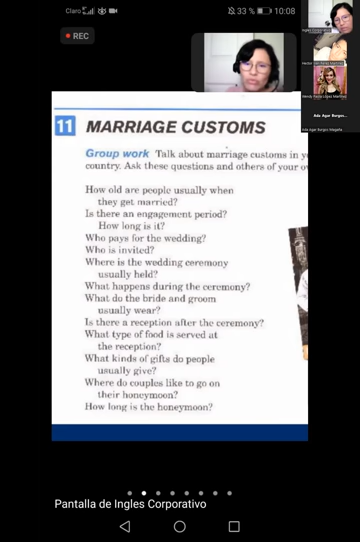 Claro
33 %
10:08
REC
11 MARRIAGE CUSTOMS
Group work Talk about marriage customs in y
country. Ask these questions and others of your o
How old are people usually when
they get married?
Is there an engagement period?
How long is it?
Who pays for the wedding?
Who is invited?
Where is the wedding ceremony
usually held?
What happens during the ceremony?
What do the bride and groom
usually wear?
Is there a reception after the ceremony?
What type of food is served at
the reception?
What kinds of gifts do people
usually give?
Where do couples like to go on
their honeymoon?
How long is the honeymoon?
Ada Agar Burgos...
Ada Agar Burgos Magaña
Pantalla de Ingles Corporativo